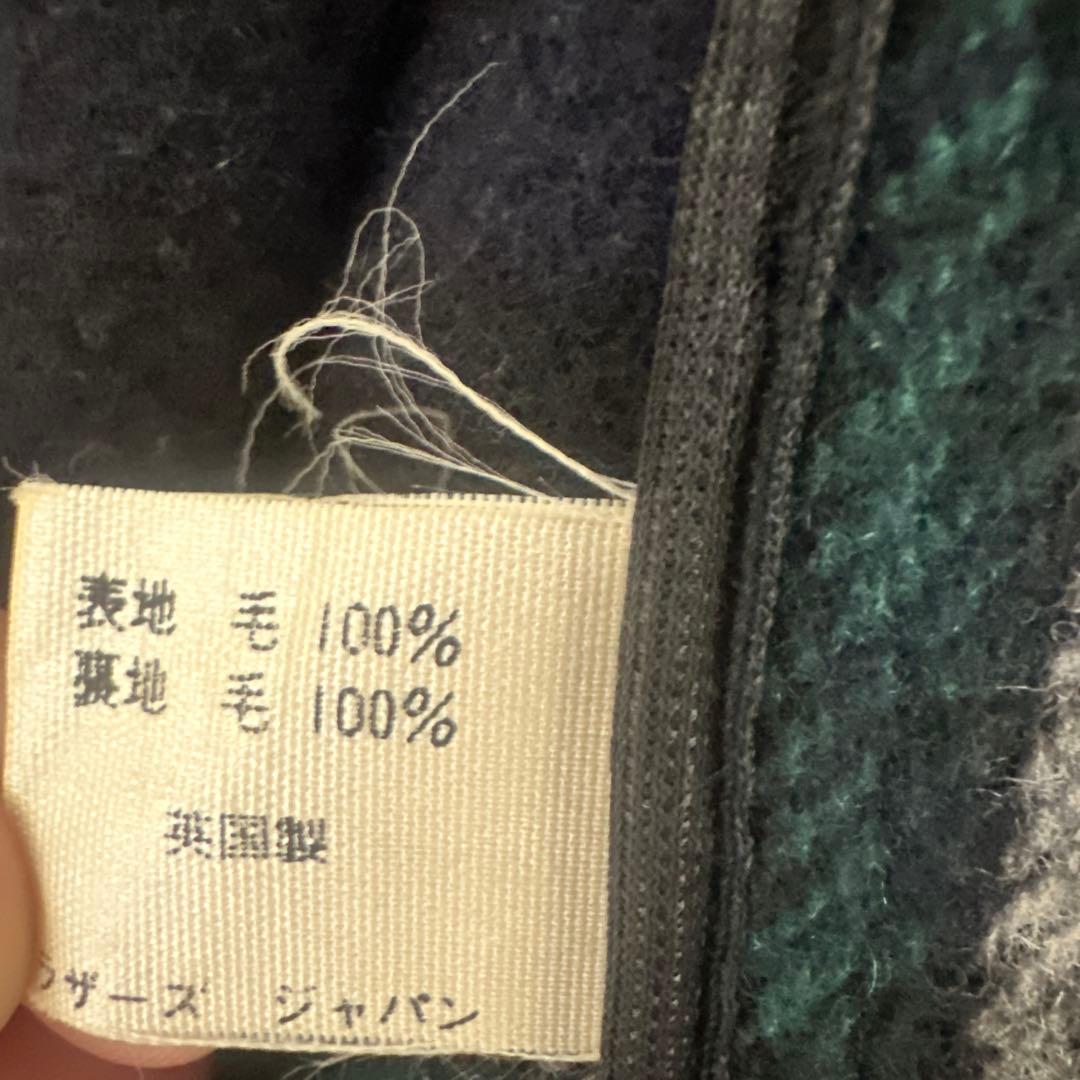 表地 毛 100%
裏地 毛 100%
英国製
ザーズ ジャパン